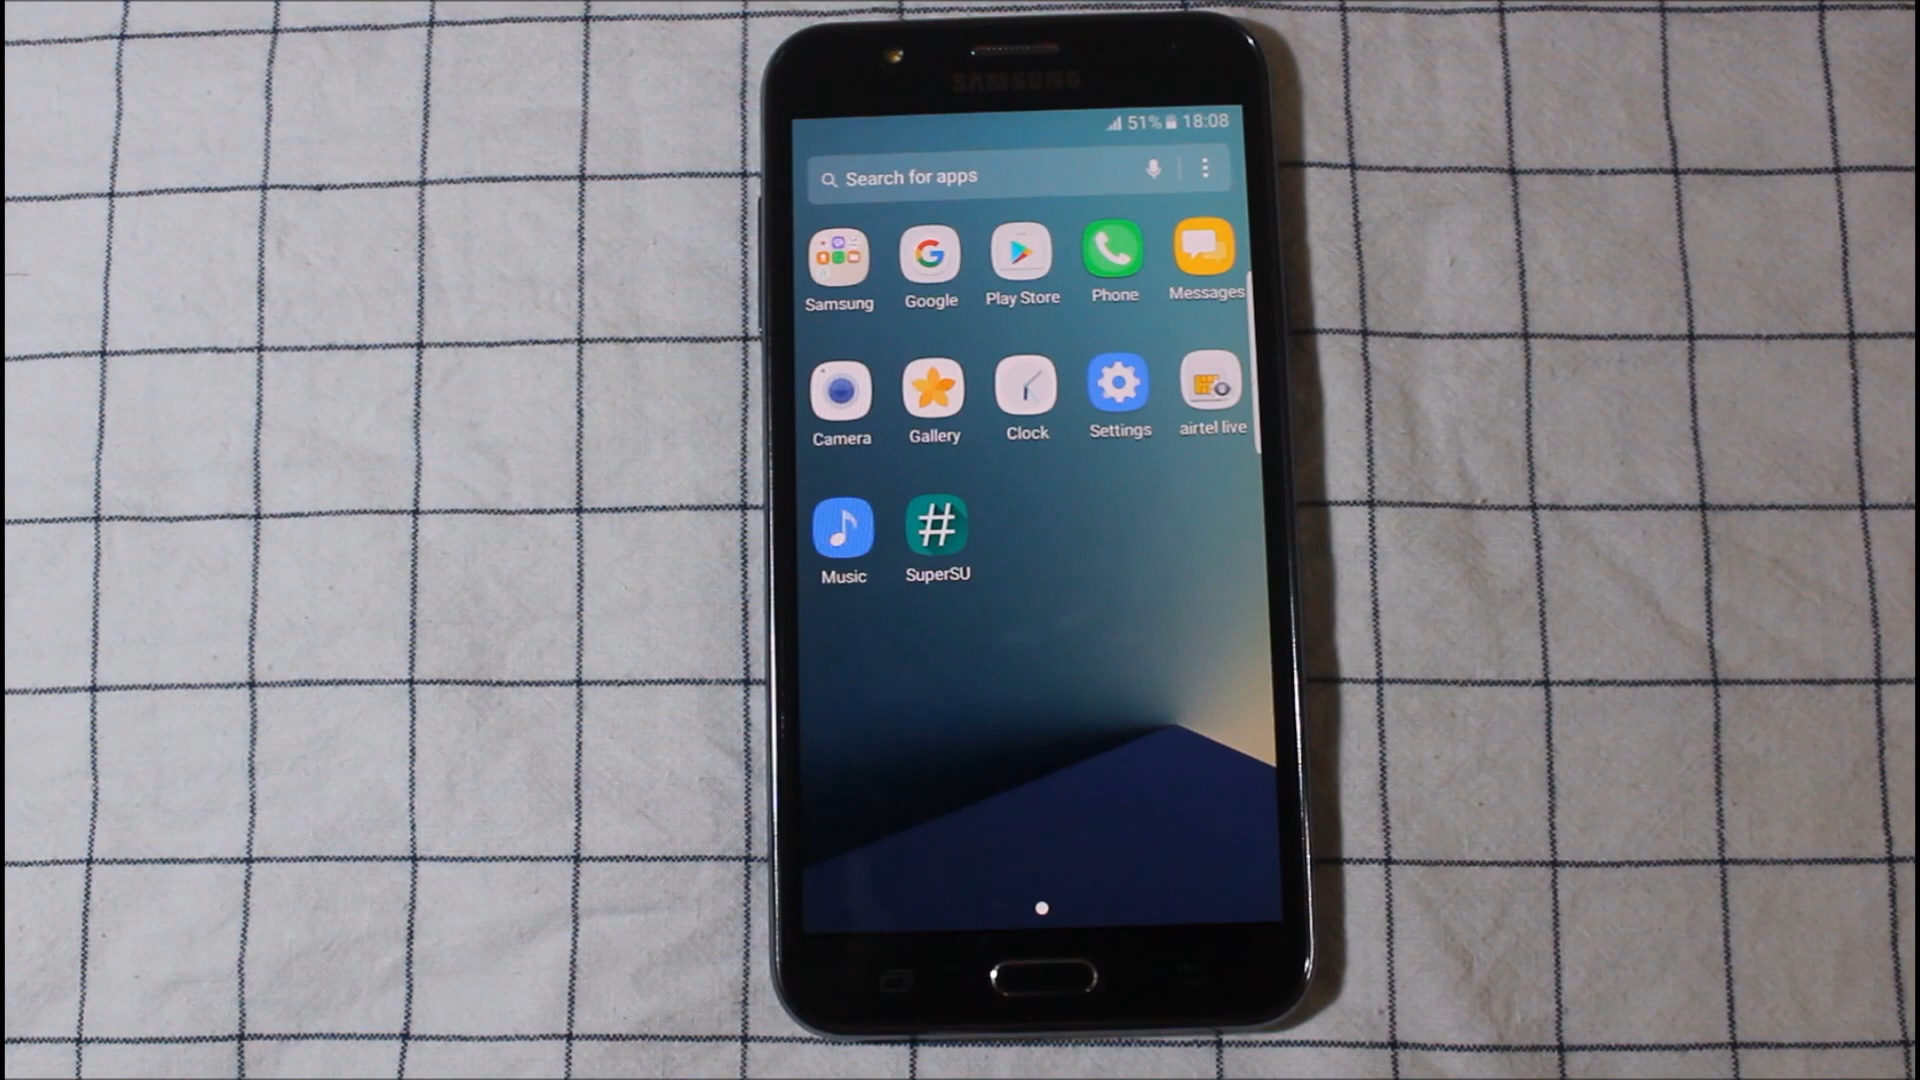 SAMSUNG
51% 18:08
Search for apps
Samsung Google Play Store Phone Messages
Camera Gallery Clock Settings airtel live
Music SuperSU